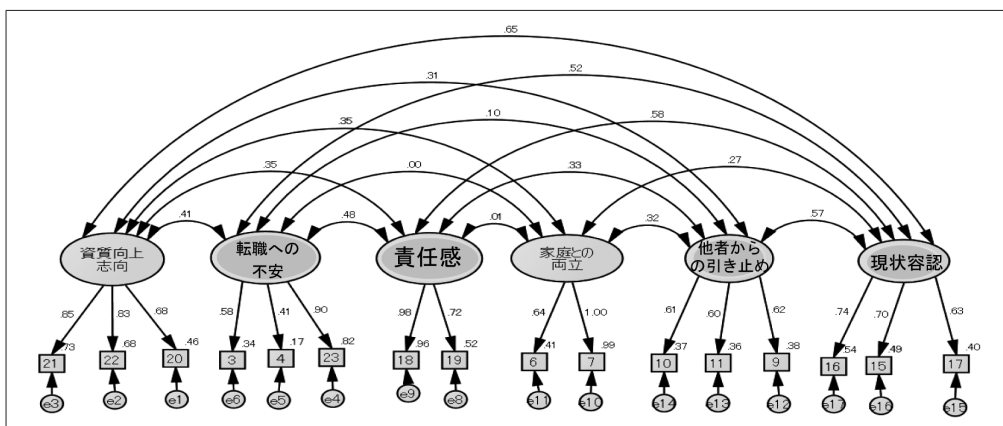 .65
.31
.52
.35
.10
.58
.35
.00
.33
.27
.41
.48
.01
.32
.57
資質向上
志向
転職への
不安
責任感
家庭との
両立
他者から
の引き止め
現状容認
.85 .83 .68 .58 .41 .90 .98 .72 .64 1.00 .61 .60 .62 .74 .70 .63
.73 .68 .46 .34 .17 .82 .96 .52 .41 .99 .37 .36 .38 .54 .49 .40
21 22 20 3 4 23 18 19 6 7 10 11 9 16 15 17
e3 e2 e1 e6 e5 e4 e9 e8 e11 e10 e14 e13 e12 e17 e16 e15